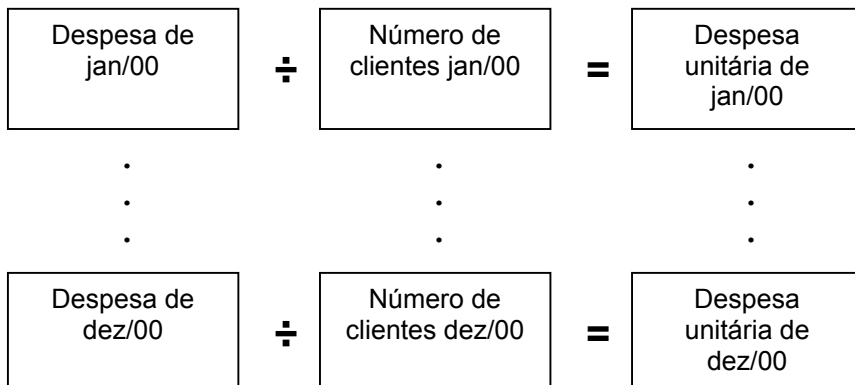 Despesa de
jan/00
÷
Número de
clientes jan/00
=
Despesa
unitária de
jan/00
. . .
. . .
. . .
Despesa de
dez/00
÷
Número de
clientes dez/00
=
Despesa
unitária de
dez/00